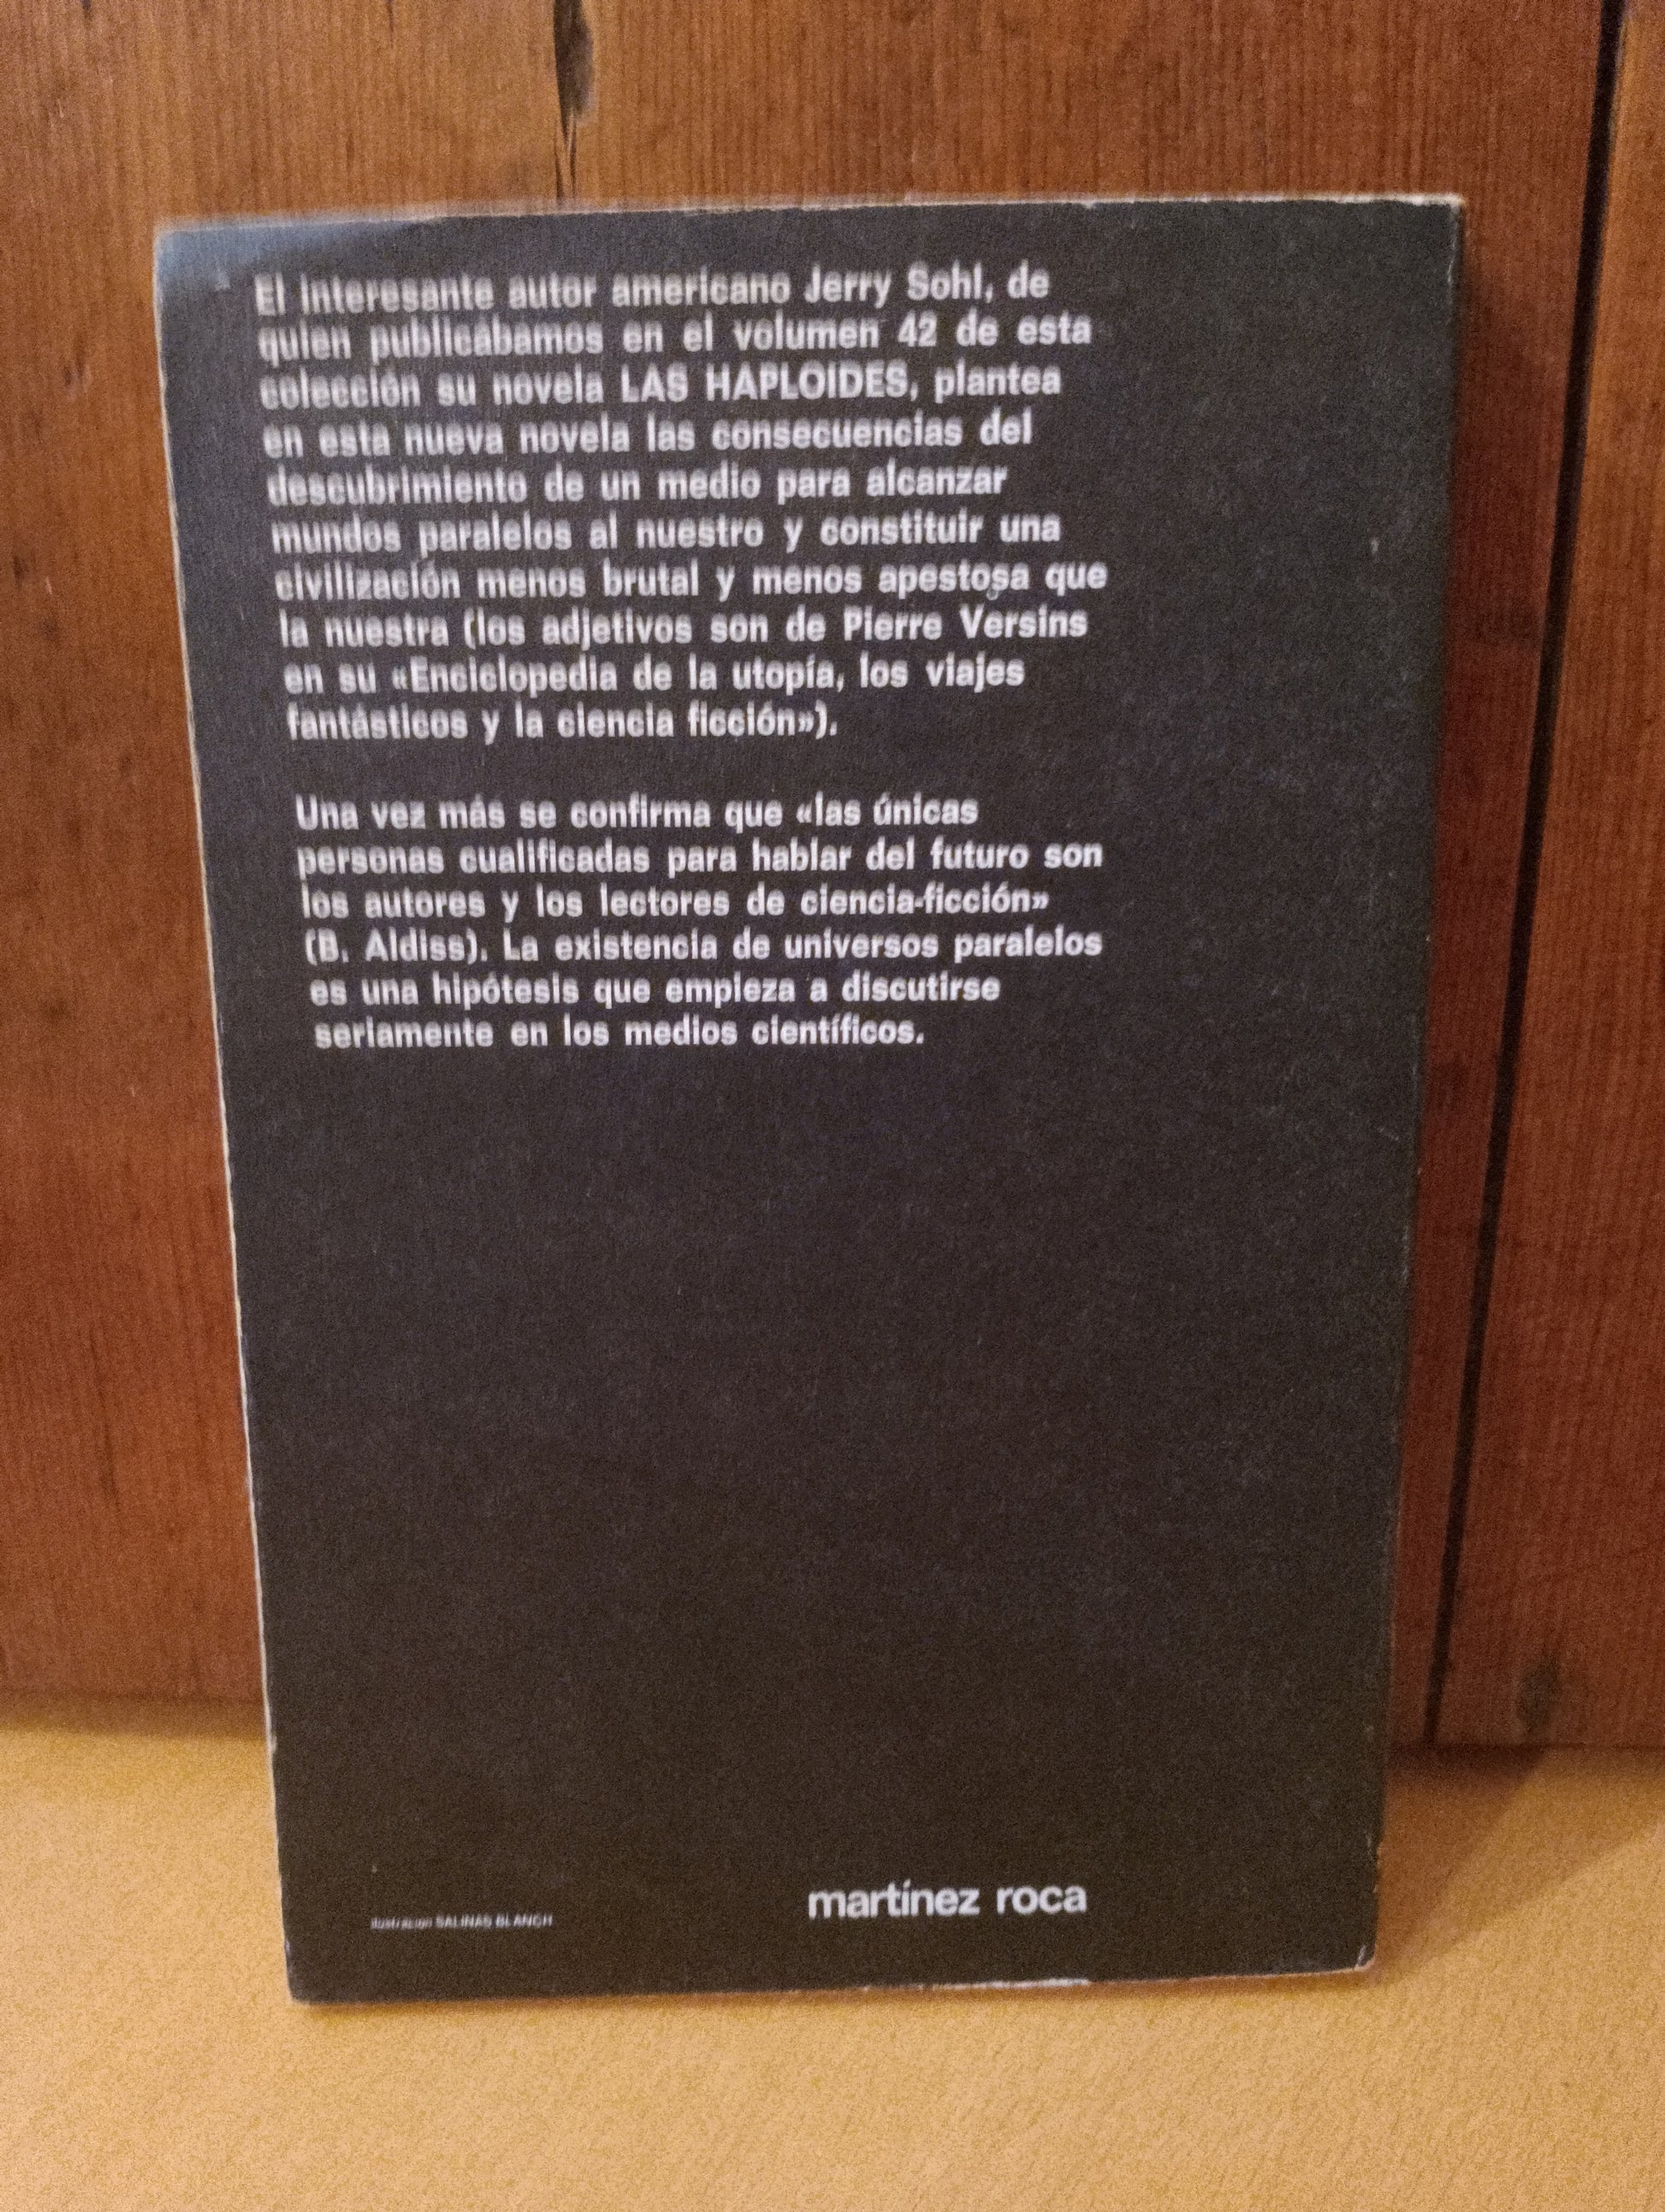 El interesante autor americano Jerry Sohl, de
quien publicábamos en el volumen 42 de esta
colección su novela LAS HAPLOIDES, plantea
en esta nueva novela las consecuencias del
descubrimiento de un medio para alcanzar
mundos paralelos al nuestro y constituir una
civilización menos brutal y menos apestosa que
la nuestra (los adjetivos son de Pierre Versins
en su «Enciclopedia de la utopía, los viajes
fantásticos y la ciencia ficción»).
Una vez más se confirma que «las únicas
personas cualificadas para hablar del futuro son
los autores y los lectores de ciencia-ficción»
(B. Aldiss). La existencia de universos paralelos
es una hipótesis que empieza a discutirse
seriamente en los medios científicos.
Ilustración SALINAS BLANCH
martínez roca